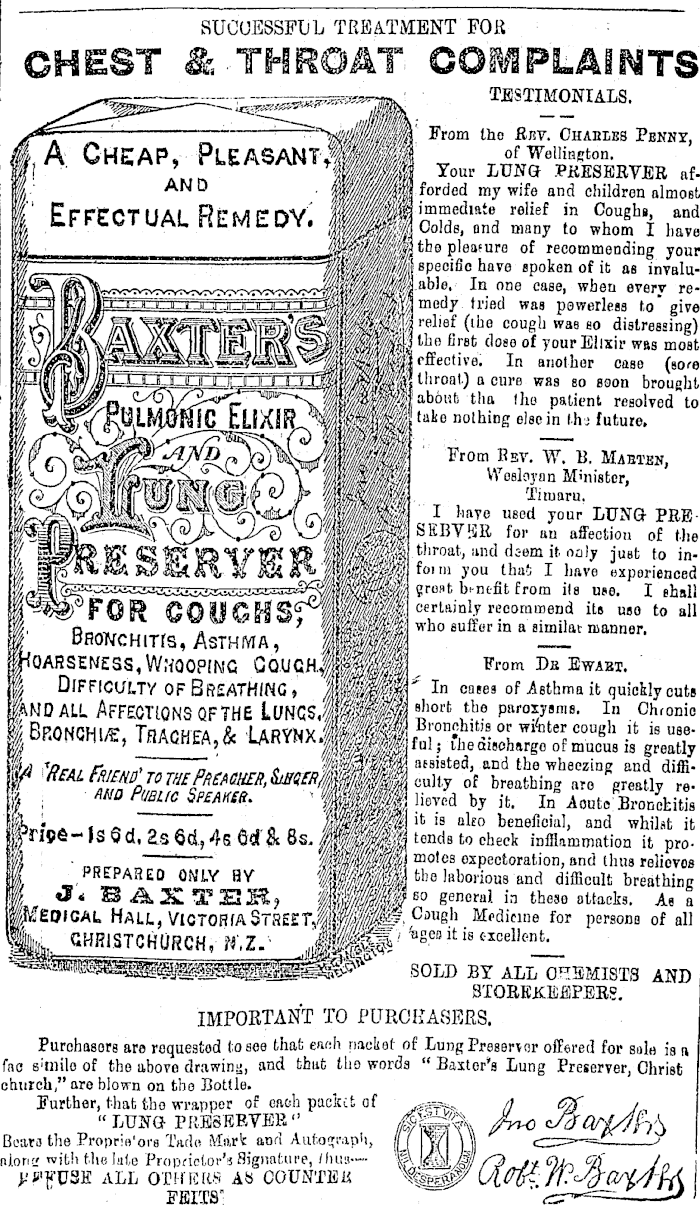 SUCCESSFUL TREATMENT FOR
CHEST & THROAT COMPLAINTS
A CHEAP, PLEASANT,
AND
EFFECTUAL REMEDY.
BAXTER'S
PULMONIC ELIXIR
AND
LUNG
PRESERVER
FOR COUGHS,
BRONCHITIS, ASTHMA,
HOARSENESS, WHOOPING COUGH,
DIFFICULTY OF BREATHING,
AND ALL AFFECTIONS OF THE LUNGS,
BRONCHIÆ, TRACHEA, & LARYNX.
A 'REAL FRIEND' TO THE PREACHER, SINGER,
AND PUBLIC SPEAKER.
Price—1s 6d, 2s 6d, 4s 6d & 8s.
PREPARED ONLY BY
J. BAXTER,
MEDICAL HALL, VICTORIA STREET,
CHRISTCHURCH, N.Z.
TESTIMONIALS.
From the REV. CHARLES PENNY,
of Wellington.
Your LUNG PRESERVER af-
forded my wife and children almost
immediate relief in Coughs, and
Colds, and many to whom I have
the pleasure of recommending your
specific have spoken of it as invalu-
able. In one case, when every re-
medy tried was powerless to give
relief (the cough was so distressing)
the first dose of your Elixir was most
effective. In another case (sore
throat) a cure was so soon brought
about tha the patient resolved to
take nothing else in the future.
From REV. W. B. MARTEN,
Wesleyan Minister,
Timaru.
I have used your LUNG PRE-
SERVER for an affection of the
throat, and deem it only just to in-
form you that I have experienced
great benefit from its use. I shall
certainly recommend its use to all
who suffer in a similar manner.
From DR EWART.
In cases of Asthma it quickly cuts
short the paroxysms. In Chronic
Bronchitis or winter cough it is use-
ful; the discharge of mucus is greatly
assisted, and the wheezing and diffi-
culty of breathing are greatly re-
lieved by it. In Acute Bronchitis
it is also beneficial, and whilst it
tends to check infflammation it pro-
motes expectoration, and thus relieves
the laborious and difficult breathing
so general in these attacks. As a
Cough Medicine for persons of all
ages it is excellent.
SOLD BY ALL CHEMISTS AND
STOREKEEPERS.
IMPORTANT TO PURCHASERS.
Purchasers are requested to see that each packet of Lung Preserver offered for sale is a
fac simile of the above drawing, and that the words "Baxter's Lung Preserver, Christ
church," are blown on the Bottle.
Further, that the wrapper of each packet of
"LUNG PRESERVER"
Bears the Proprietors Tade Mark and Autograph,
along with the late Proprietor's Signature, thus—
REFUSE ALL OTHERS AS COUNTER
FEITS
SIC EST VITA
NIL DESPERANDUM
Jno Baxter
Robt. W. Baxter